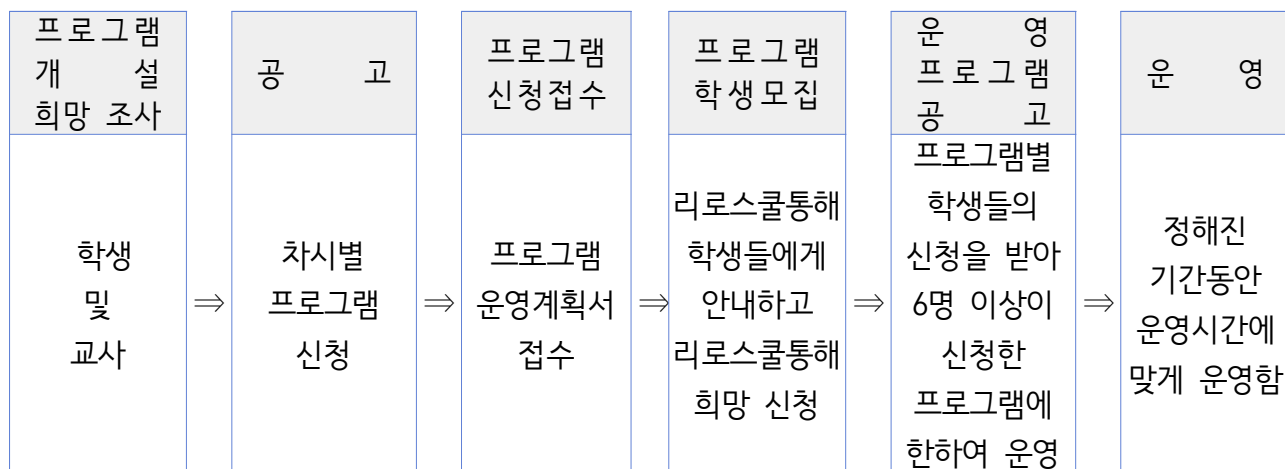 프로그램
개 설
희망 조사
공 고
프로그램
신청접수
프로그램
학생모집
운 영
프로그램
공 고
운 영
학생
및
교사
⇒
차시별
프로그램
신청
⇒
프로그램
운영계획서
접수
⇒
리로스쿨통해
학생들에게
안내하고
리로스쿨통해
희망 신청
⇒
프로그램별
학생들의
신청을 받아
6명 이상이
신청한
프로그램에
한하여 운영
⇒
정해진
기간동안
운영시간에
맞게 운영함